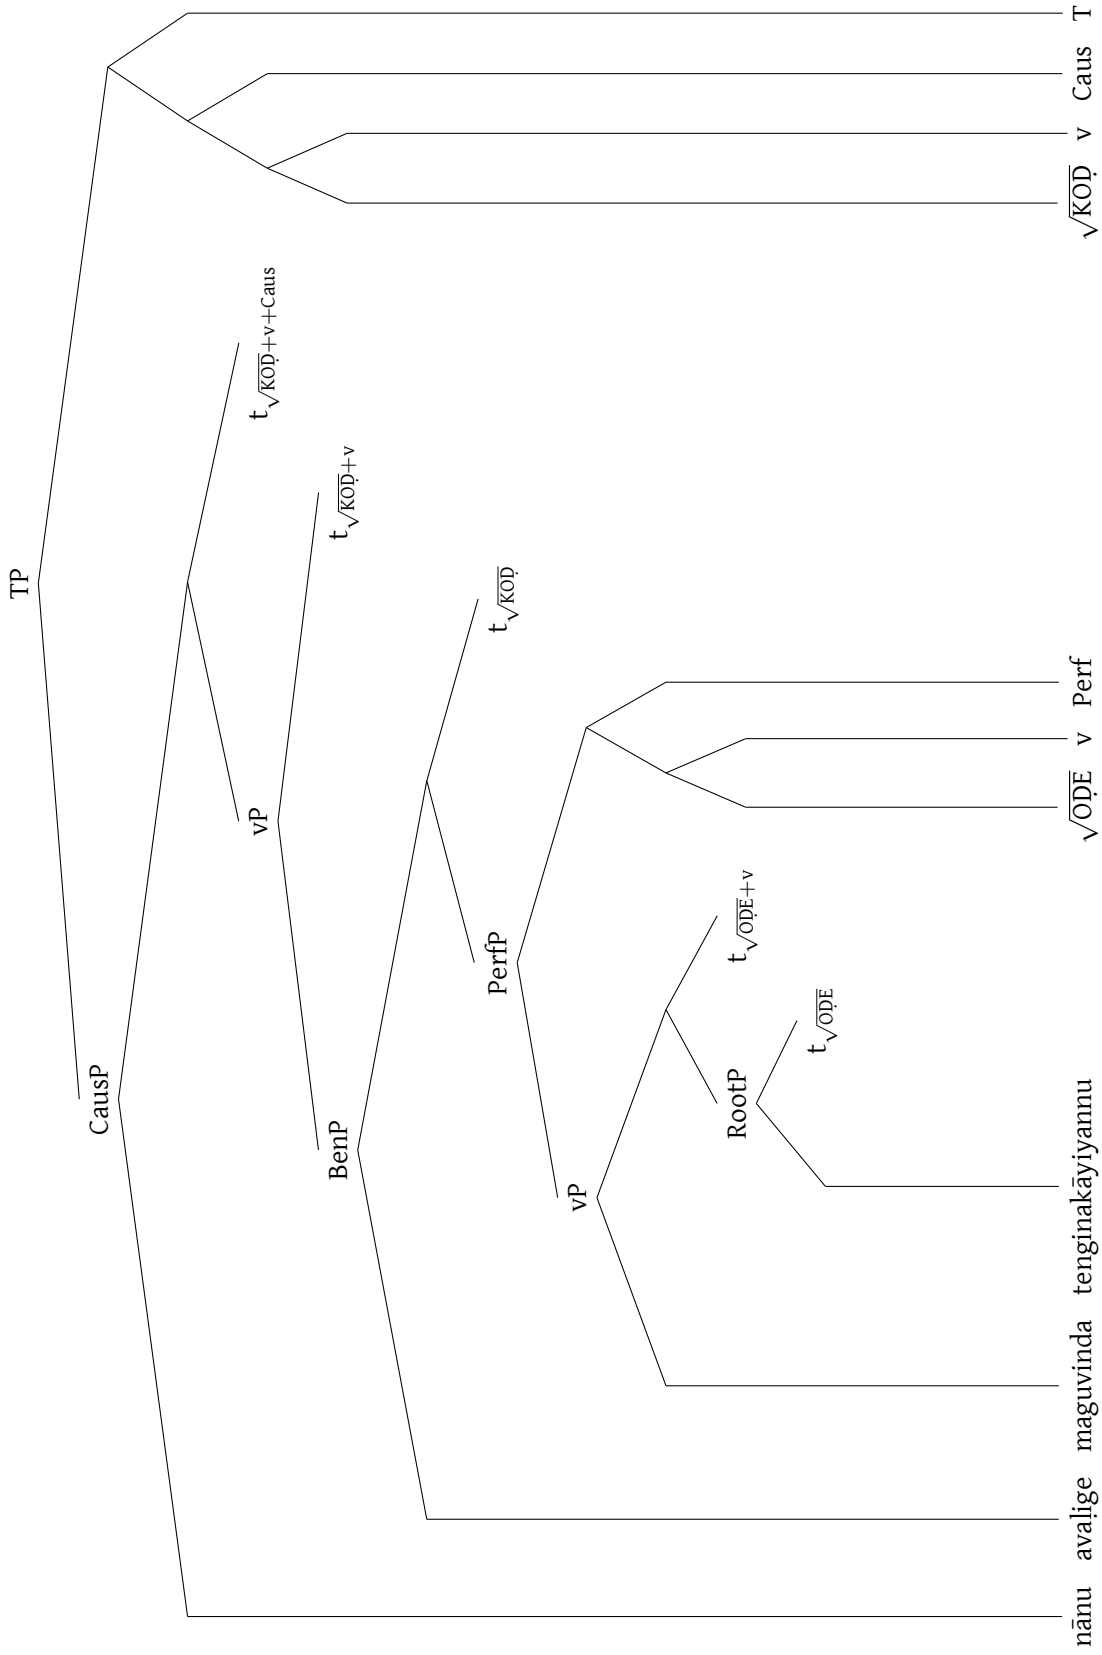 TP
CausP
vP t√KOḌ+v+Caus
BenP t√KOḌ+v
PerfP t√KOḌ
vP
RootP t√OḌE+v
t√OḌE
nānu avaḷige maguvinda tenginakāyiyannu √OḌE v Perf √KOḌ v Caus T